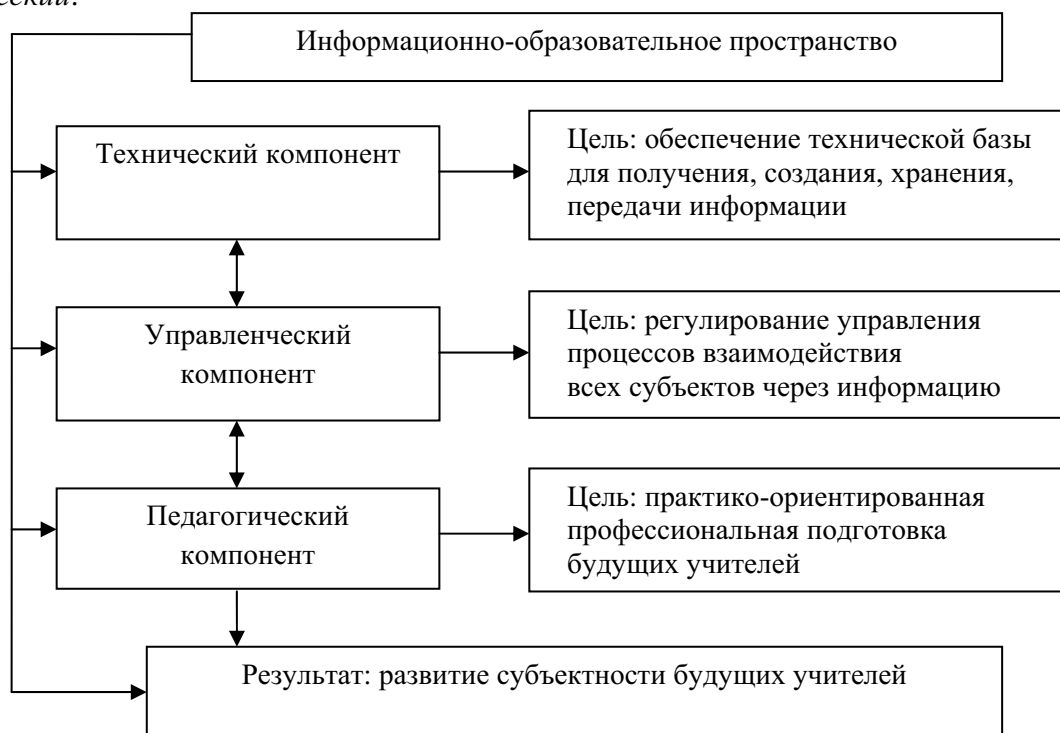 Информационно-образовательное пространство
Технический компонент
Цель: обеспечение технической базы
для получения, создания, хранения,
передачи информации
Управленческий
компонент
Цель: регулирование управления
процессов взаимодействия
всех субъектов через информацию
Педагогический
компонент
Цель: практико-ориентированная
профессиональная подготовка
будущих учителей
Результат: развитие субъектности будущих учителей